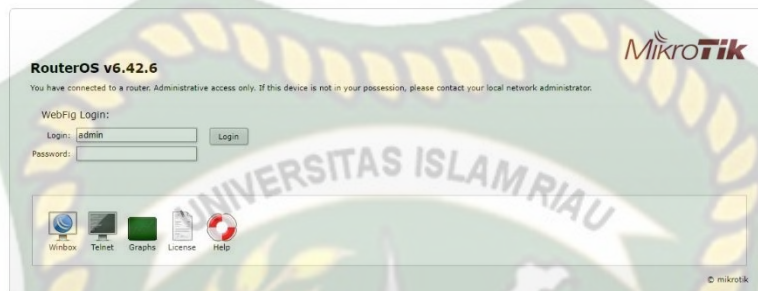 MikroTik
RouterOS v6.42.6
You have connected to a router. Administrative access only. If this device is not in your possession, please contact your local network administrator.
WebFig Login:
Login: admin Login
Password:
UNIVERSITAS ISLAM RIAU
Winbox Telnet Graphs License Help
© mikrotik